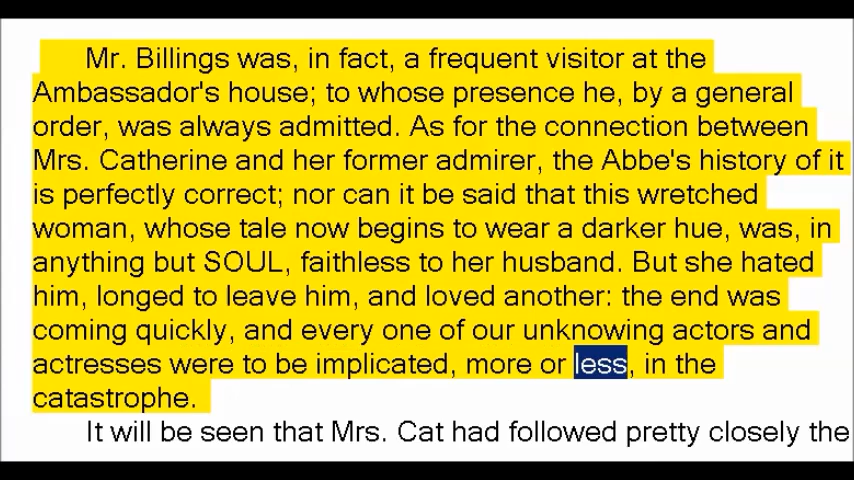 Mr. Billings was, in fact, a frequent visitor at the
Ambassador's house; to whose presence he, by a general
order, was always admitted. As for the connection between
Mrs. Catherine and her former admirer, the Abbe's history of it
is perfectly correct; nor can it be said that this wretched
woman, whose tale now begins to wear a darker hue, was, in
anything but SOUL, faithless to her husband. But she hated
him, longed to leave him, and loved another: the end was
coming quickly, and every one of our unknowing actors and
actresses were to be implicated, more or less, in the
catastrophe.
It will be seen that Mrs. Cat had followed pretty closely the